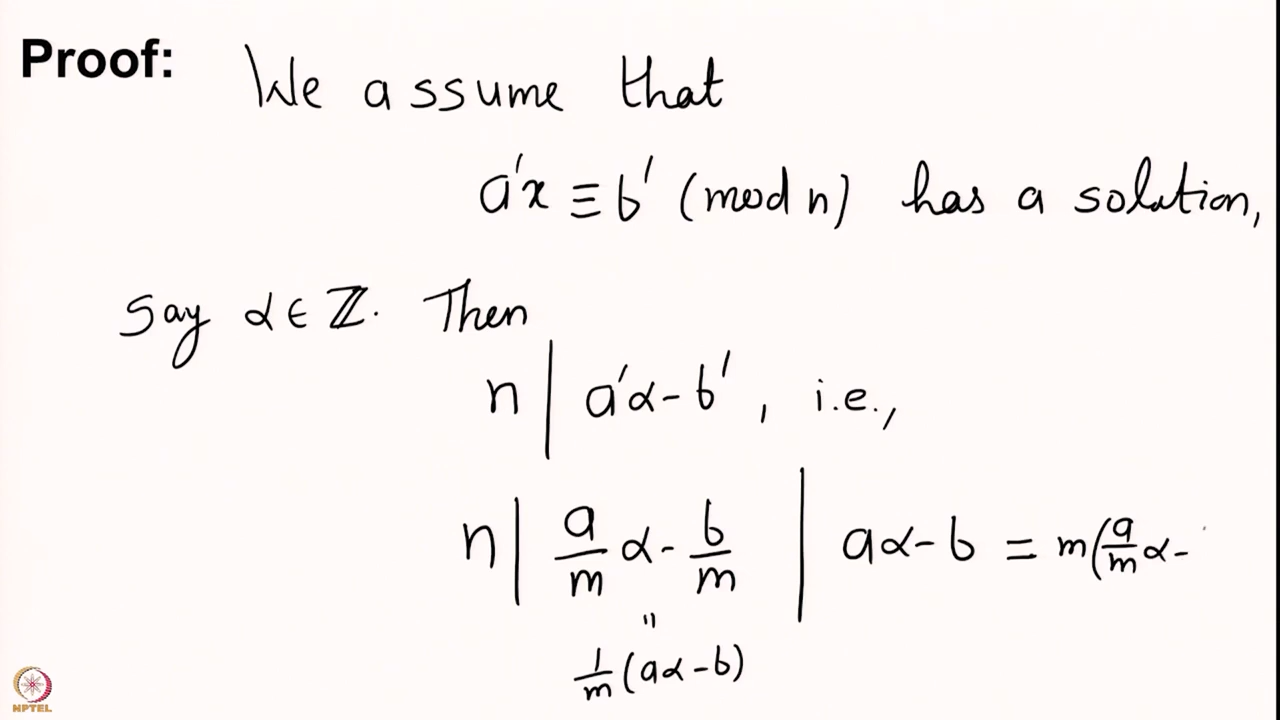 Proof: We assume that
a'x ≡ b' (mod n) has a solution,
Say α ∈ ℤ. Then
n | a'α - b' , i.e.,
n | a/m α - b/m | aα - b = m(a/m α -
"
1/m (aα - b)
NPTEL